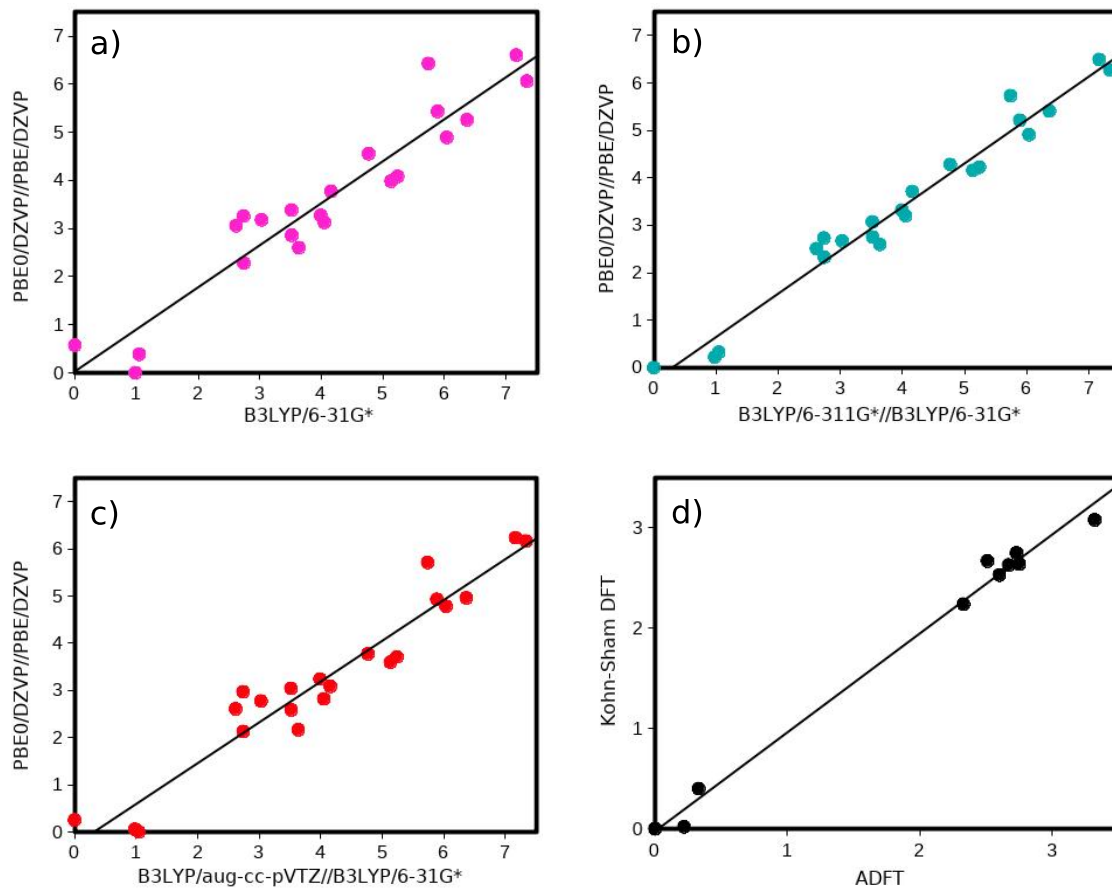 a)
7
6
5
4
3
2
1
0
PBE0/DZVP//PBE/DZVP
0 1 2 3 4 5 6 7
B3LYP/6-31G*
b)
7
6
5
4
3
2
1
0
PBE0/DZVP//PBE/DZVP
0 1 2 3 4 5 6 7
B3LYP/6-311G*//B3LYP/6-31G*
c)
7
6
5
4
3
2
1
0
PBE0/DZVP//PBE/DZVP
0 1 2 3 4 5 6 7
B3LYP/aug-cc-pVTZ//B3LYP/6-31G*
d)
3
2
1
0
Kohn-Sham DFT
0 1 2 3
ADFT